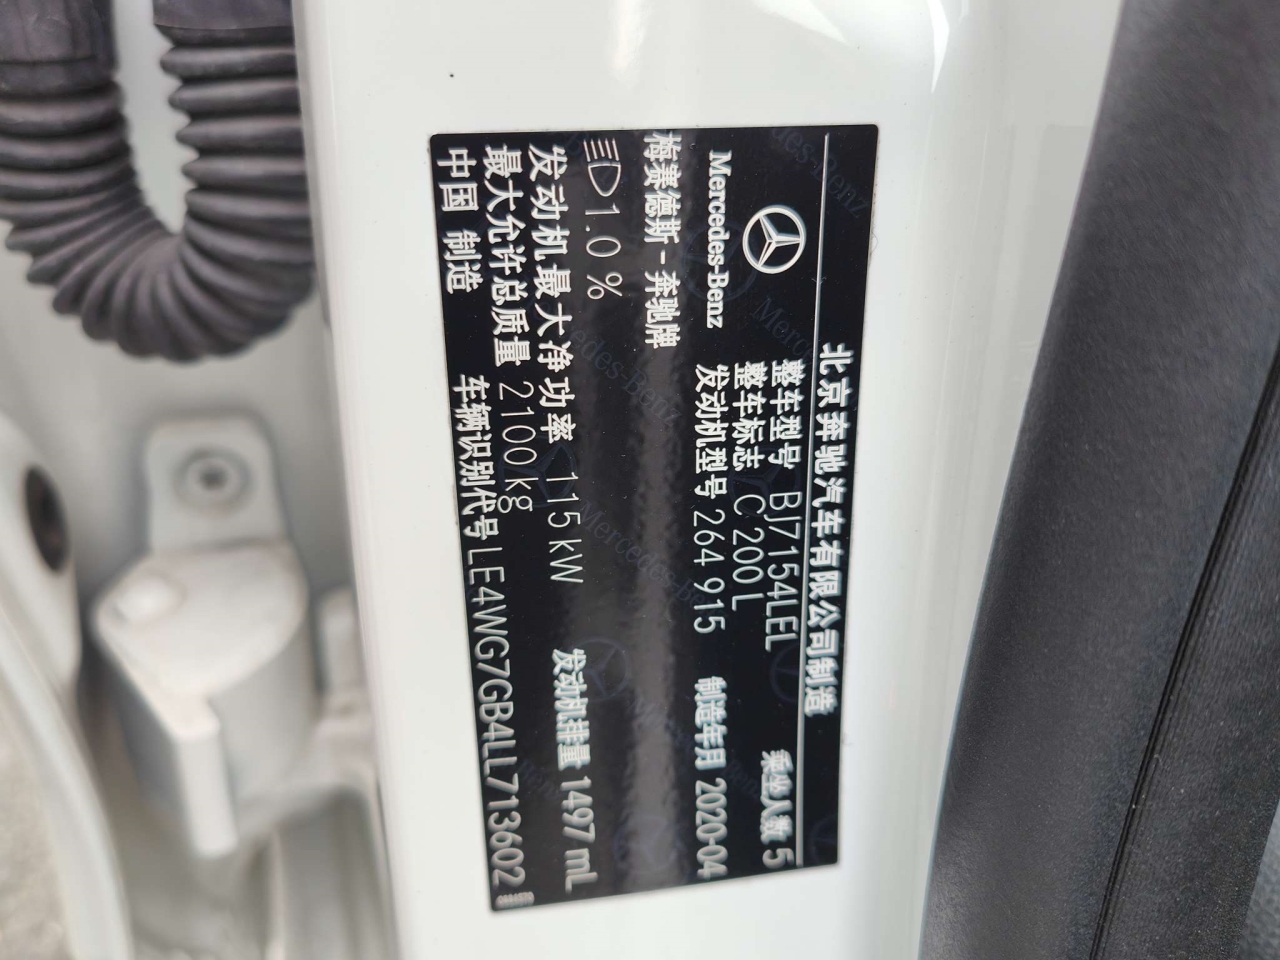 北京奔驰汽车有限公司制造
Mercedes-Benz
整车型号 BJ7154LEL 乘坐人数 5
整车标志 C 200 L
发动机型号 264 915 制造年月 2020-04
梅赛德斯-奔驰牌
1.0 %
发动机最大净功率 115 kW 发动机排量 1497 mL
最大允许总质量 2100 kg
中国 制造 车辆识别代号 LE4WG7GB4LL713602